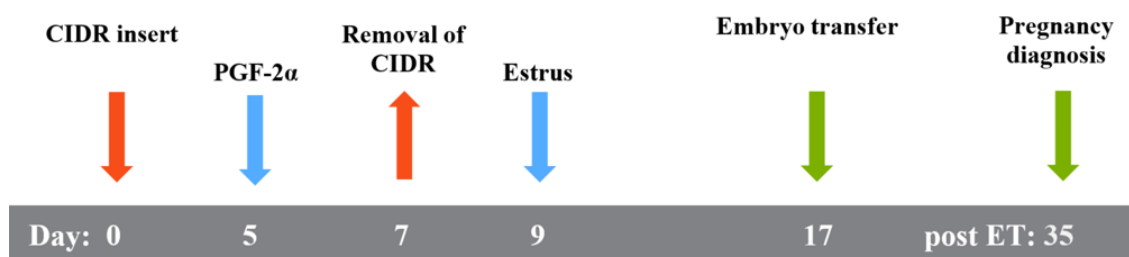 CIDR insert
PGF-2α
Removal of
CIDR
Estrus
Embryo transfer
Pregnancy
diagnosis
Day: 0 5 7 9 17 post ET: 35